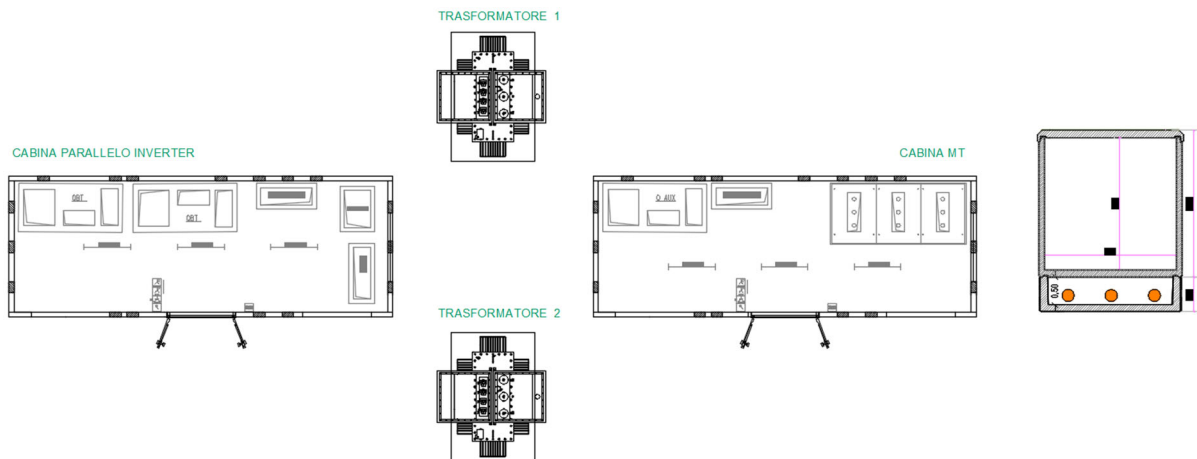 TRASFORMATORE 1
CABINA PARALLELO INVERTER
CABINA MT
QBT
QBT
Q AUX
0,50
TRASFORMATORE 2